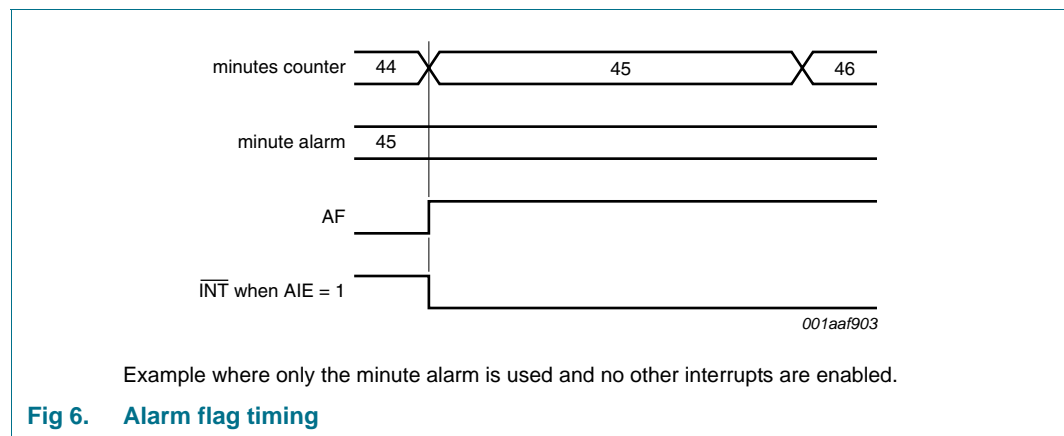 minutes counter 44 45 46
minute alarm 45
AF
INT when AIE = 1
001aaf903
Example where only the minute alarm is used and no other interrupts are enabled.
Fig 6. Alarm flag timing